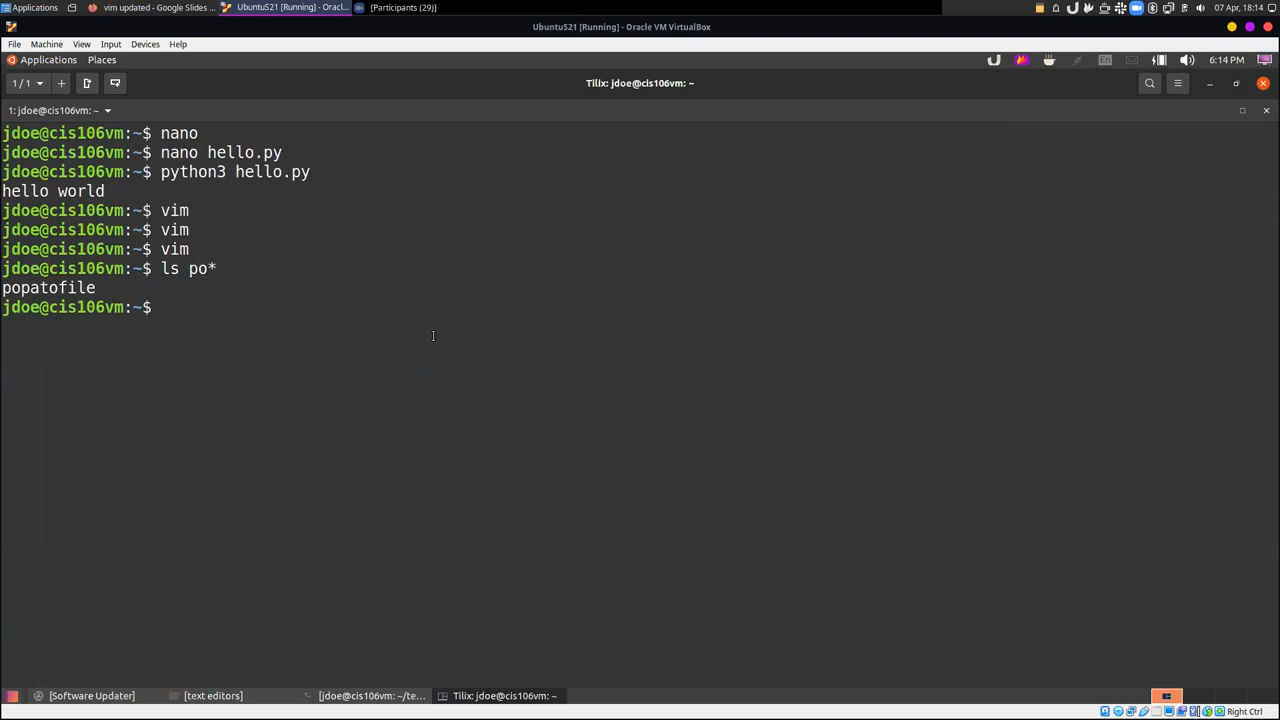 Applications vim updated - Google Slides ... UbuntuS21 [Running] - Oracl... [Participants (29)] 07 Apr, 18:14
UbuntuS21 [Running] - Oracle VM VirtualBox
File Machine View Input Devices Help
Applications Places En 6:14 PM
1 / 1 Tilix: jdoe@cis106vm: ~
1: jdoe@cis106vm: ~
jdoe@cis106vm:~$ nano
jdoe@cis106vm:~$ nano hello.py
jdoe@cis106vm:~$ python3 hello.py
hello world
jdoe@cis106vm:~$ vim
jdoe@cis106vm:~$ vim
jdoe@cis106vm:~$ vim
jdoe@cis106vm:~$ ls po*
popatofile
jdoe@cis106vm:~$
[Software Updater] [text editors] [jdoe@cis106vm: ~/te... Tilix: jdoe@cis106vm: ~
Right Ctrl